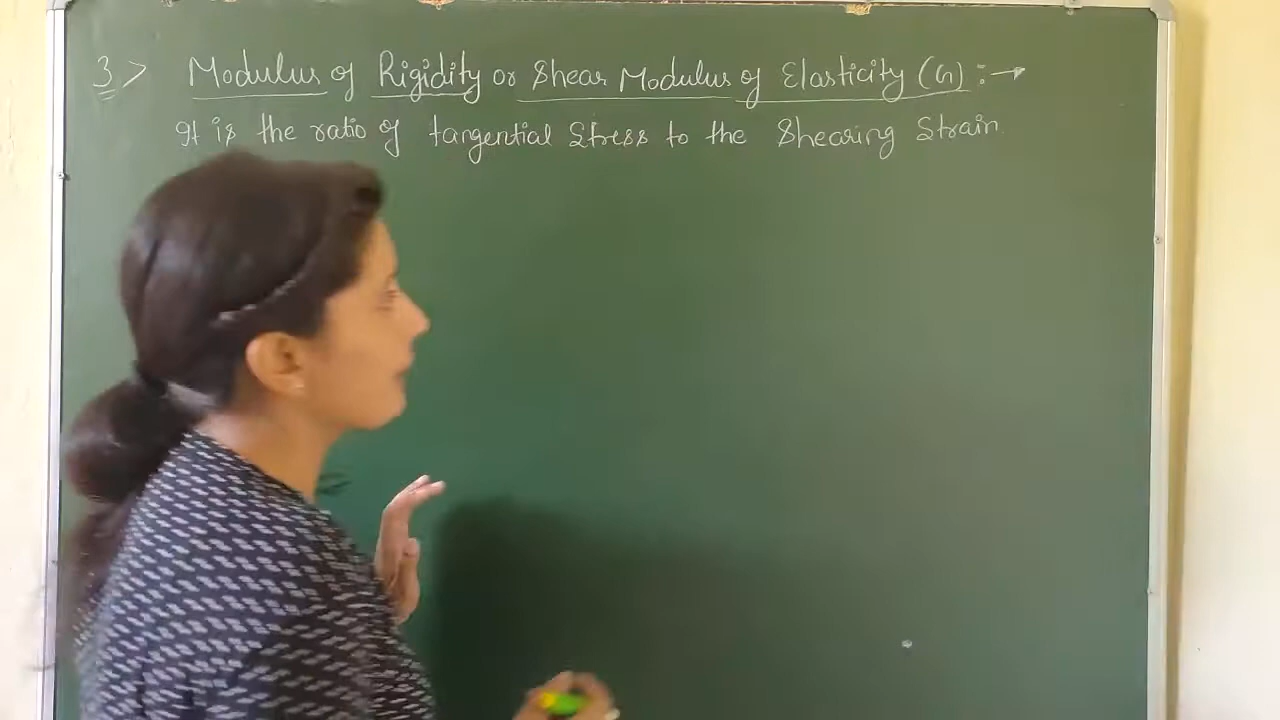 3> Modulus of Rigidity or Shear Modulus of Elasticity (G) :→
It is the ratio of tangential Stress to the Shearing Strain